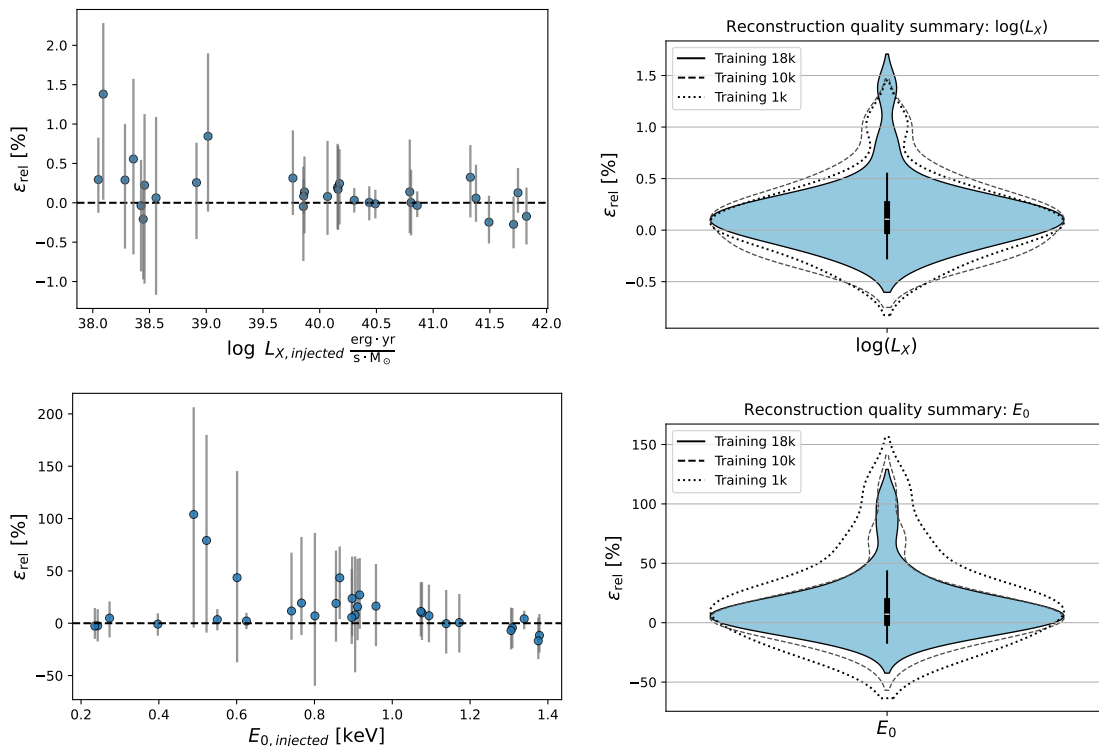 2.0
1.5
1.0
0.5
0.0
−0.5
−1.0
ε_rel [%]
38.0 38.5 39.0 39.5 40.0 40.5 41.0 41.5 42.0
log L_{X, injected} \frac{erg · yr}{s · M_⊙}
Reconstruction quality summary: log(L_X)
Training 18k
Training 10k
Training 1k
1.5
1.0
0.5
0.0
−0.5
ε_rel [%]
log(L_X)
200
150
100
50
0
−50
ε_rel [%]
0.2 0.4 0.6 0.8 1.0 1.2 1.4
E_{0, injected} [keV]
Reconstruction quality summary: E_0
Training 18k
Training 10k
Training 1k
150
100
50
0
−50
ε_rel [%]
E_0